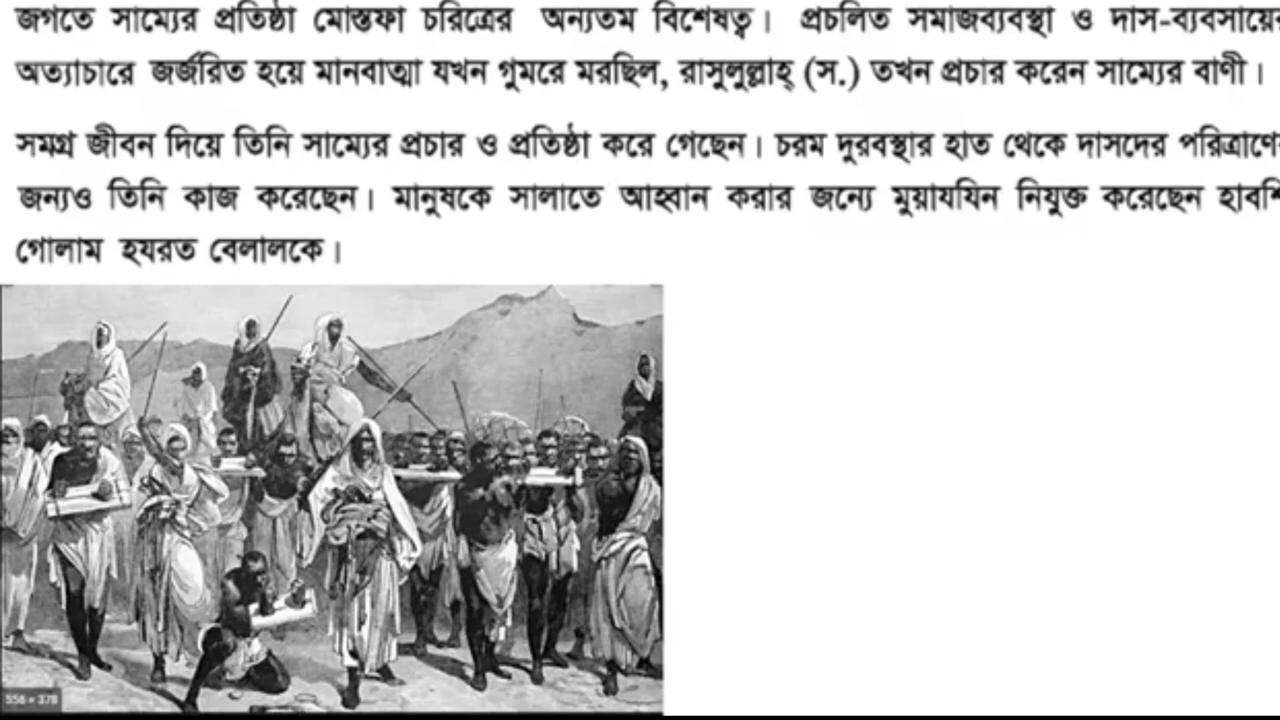 জগতে সাম্যের প্রতিষ্ঠা মোস্তফা চরিত্রের অন্যতম বিশেষত্ব। প্রচলিত সমাজব্যবস্থা ও দাস-ব্যবসায়ের
অত্যাচারে জর্জরিত হয়ে মানবাত্মা যখন গুমরে মরছিল, রাসুলুল্লাহ্ (স.) তখন প্রচার করেন সাম্যের বাণী।
সমগ্র জীবন দিয়ে তিনি সাম্যের প্রচার ও প্রতিষ্ঠা করে গেছেন। চরম দুরবস্থার হাত থেকে দাসদের পরিত্রাণের
জন্যও তিনি কাজ করেছেন। মানুষকে সালাতে আহ্বান করার জন্যে মুয়াযযিন নিযুক্ত করেছেন হাবশি
গোলাম হযরত বেলালকে।
556 × 378